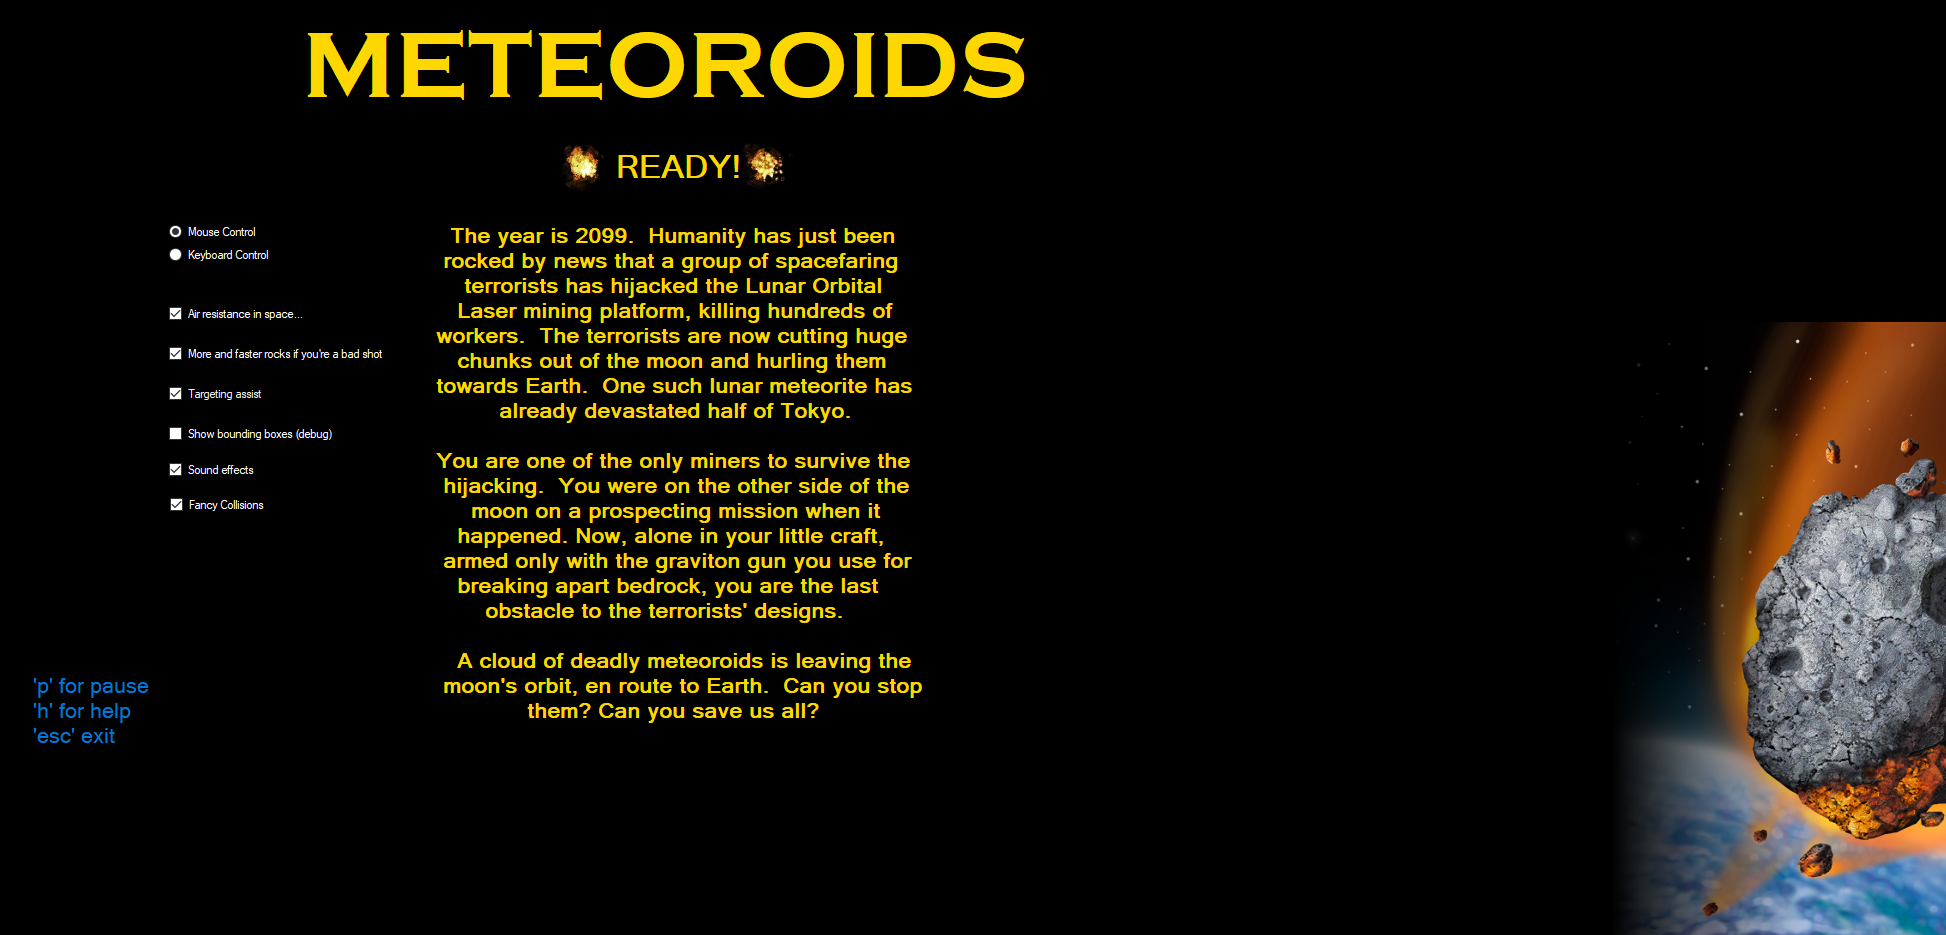 METEOROIDS
READY!
Mouse Control
Keyboard Control
Air resistance in space...
More and faster rocks if you're a bad shot
Targeting assist
Show bounding boxes (debug)
Sound effects
Fancy Collisions
The year is 2099.  Humanity has just been
rocked by news that a group of spacefaring
terrorists has hijacked the Lunar Orbital
Laser mining platform, killing hundreds of
workers.  The terrorists are now cutting huge
chunks out of the moon and hurling them
towards Earth.  One such lunar meteorite has
already devastated half of Tokyo.
You are one of the only miners to survive the
hijacking.  You were on the other side of the
moon on a prospecting mission when it
happened. Now, alone in your little craft,
armed only with the graviton gun you use for
breaking apart bedrock, you are the last
obstacle to the terrorists' designs.
A cloud of deadly meteoroids is leaving the
moon's orbit, en route to Earth.  Can you stop
them? Can you save us all?
'p' for pause
'h' for help
'esc' exit